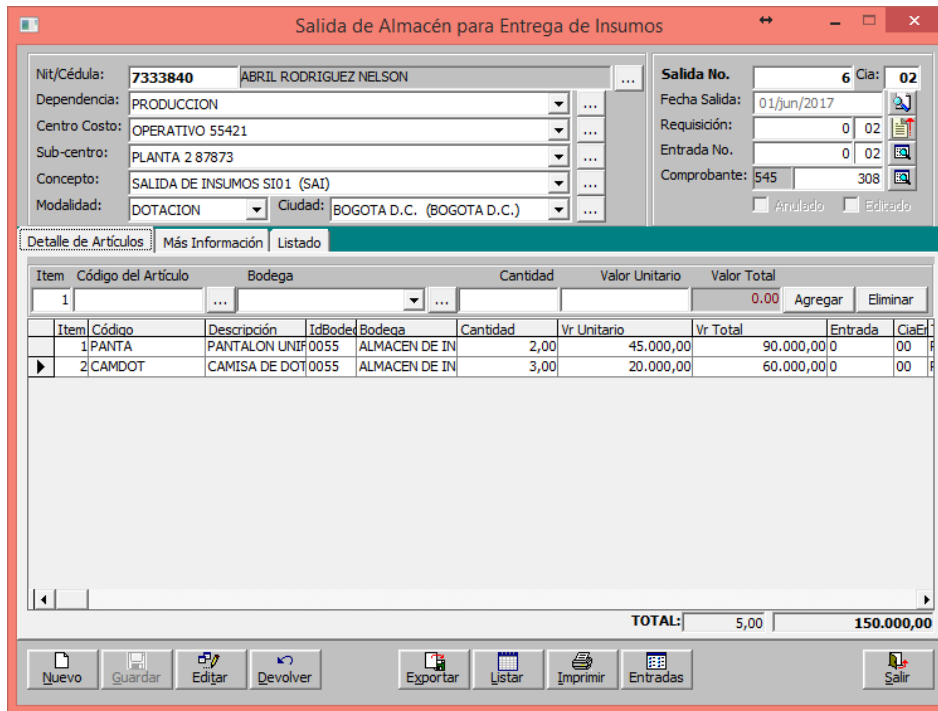 Salida de Almacén para Entrega de Insumos
Nit/Cédula: 7333840 ABRIL RODRIGUEZ NELSON ... Salida No. 6 Cia: 02
Dependencia: PRODUCCION ... Fecha Salida: 01/jun/2017
Centro Costo: OPERATIVO 55421 ... Requisición: 0 02
Sub-centro: PLANTA 2 87873 ... Entrada No. 0 02
Concepto: SALIDA DE INSUMOS SI01 (SAI) ... Comprobante: 545 308
Modalidad: DOTACION Ciudad: BOGOTA D.C. (BOGOTA D.C.) ... Anulado Editado
Detalle de Artículos Más Información Listado
Item Código del Artículo Bodega Cantidad Valor Unitario Valor Total
1 ... ... 0.00 Agregar Eliminar
Item Código Descripción IdBodeg Bodega Cantidad Vr Unitario Vr Total Entrada CiaEn
1 PANTA PANTALON UNIF 0055 ALMACEN DE IN 2,00 45.000,00 90.000,00 0 00
2 CAMDOT CAMISA DE DOT 0055 ALMACEN DE IN 3,00 20.000,00 60.000,00 0 00
TOTAL: 5,00 150.000,00
Nuevo Guardar Editar Devolver Exportar Listar Imprimir Entradas Salir